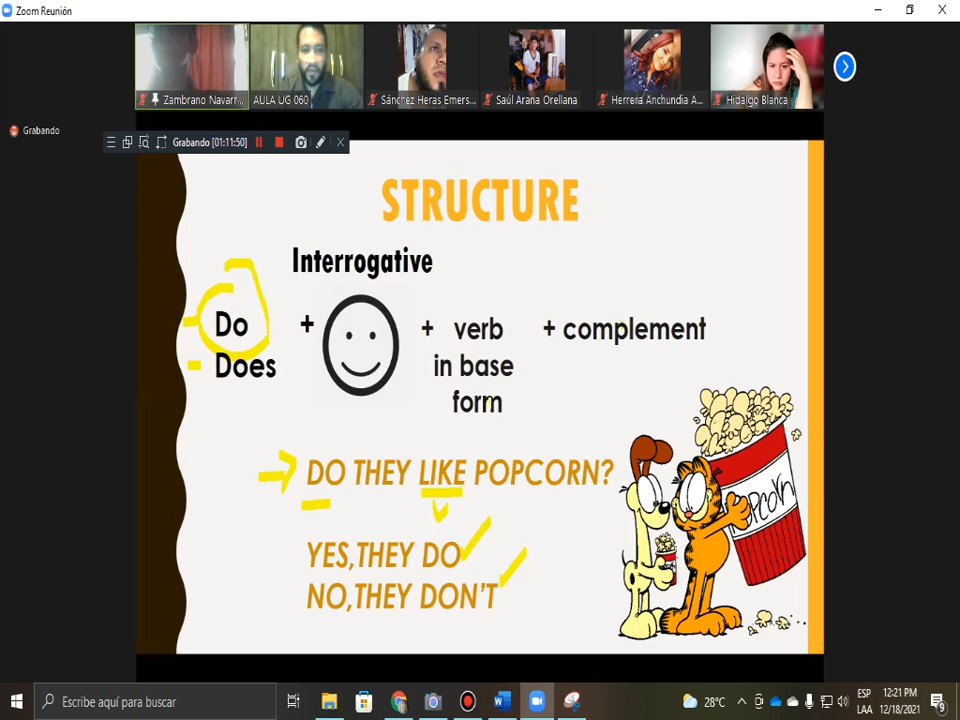 Zoom Reunión
Zambrano Navarr...
AULA UG 060
Sánchez Heras Emers...
Saúl Arana Orellana
Herrera Anchundia A...
Hidalgo Blanca
Grabando
Grabando [01:11:50]
STRUCTURE
Interrogative
Do + + verb + complement
Does in base
form
DO THEY LIKE POPCORN?
POPCORN
YES,THEY DO
NO,THEY DON'T
Escribe aquí para buscar
28°C
ESP
LAA
12:21 PM
12/18/2021
9